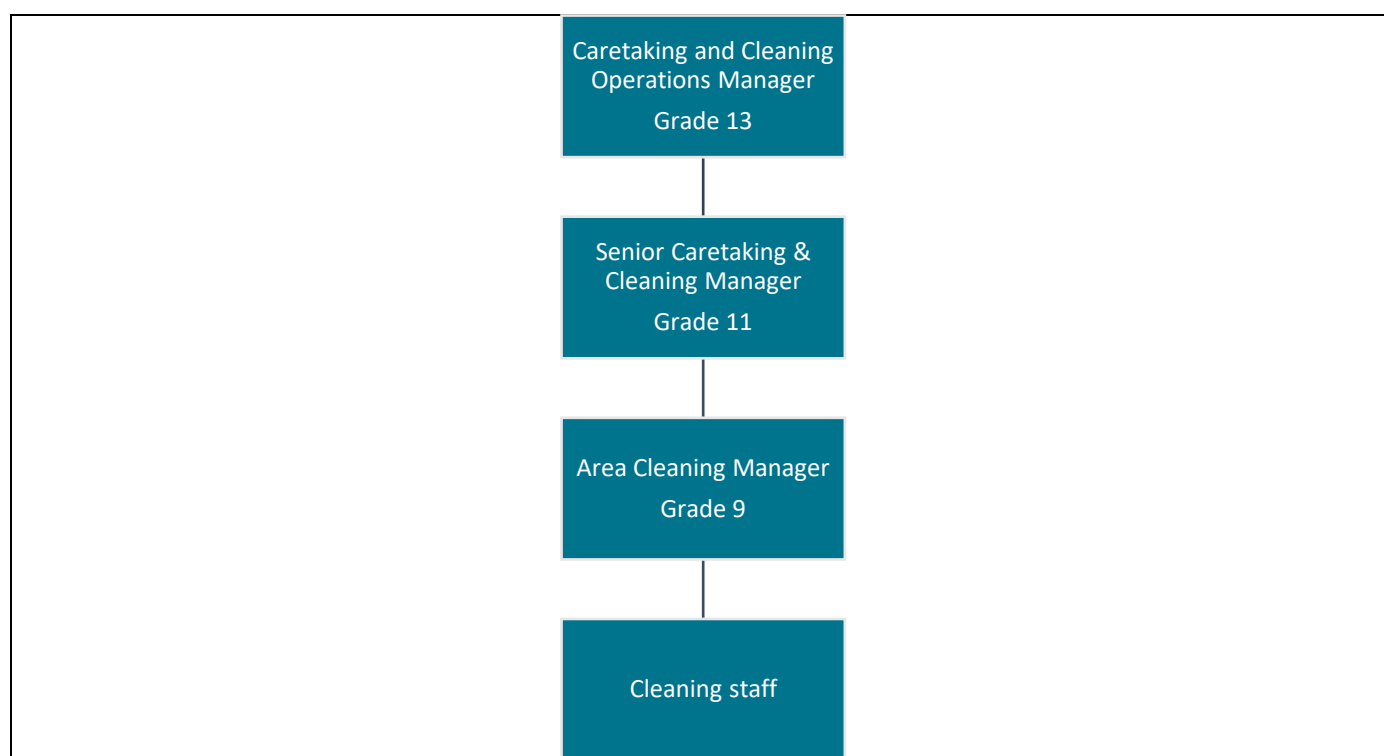 Caretaking and Cleaning
Operations Manager
Grade 13
Senior Caretaking &
Cleaning Manager
Grade 11
Area Cleaning Manager
Grade 9
Cleaning staff